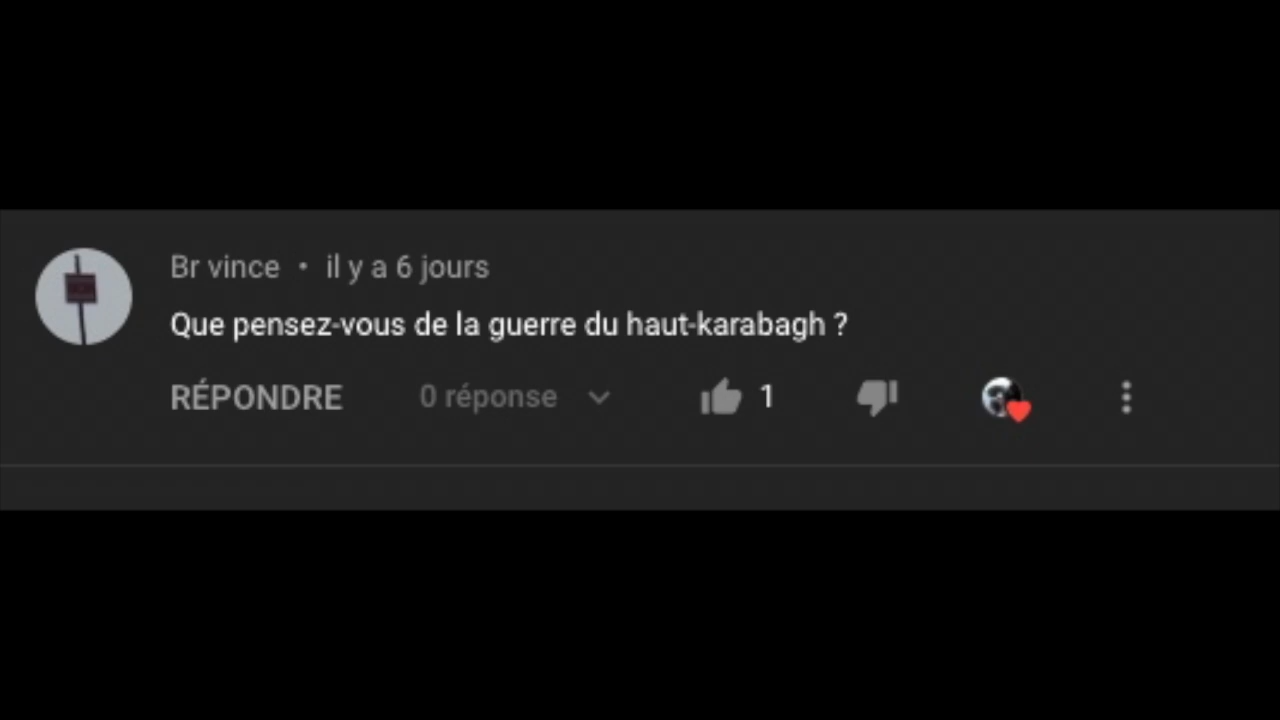 Br vince • il y a 6 jours
Que pensez-vous de la guerre du haut-karabagh ?
RÉPONDRE 0 réponse 1